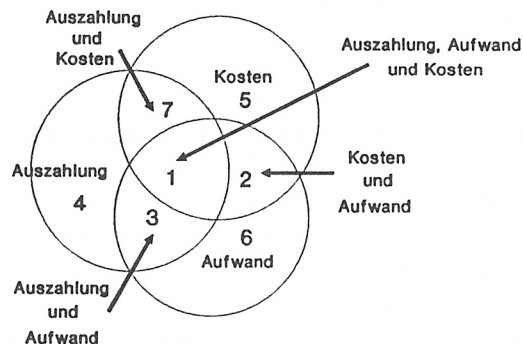 Auszahlung
und
Kosten
Auszahlung, Aufwand
und Kosten
Kosten
5
7
Auszahlung
4
1
2
Kosten
und
Aufwand
3
6
Aufwand
Auszahlung
und
Aufwand